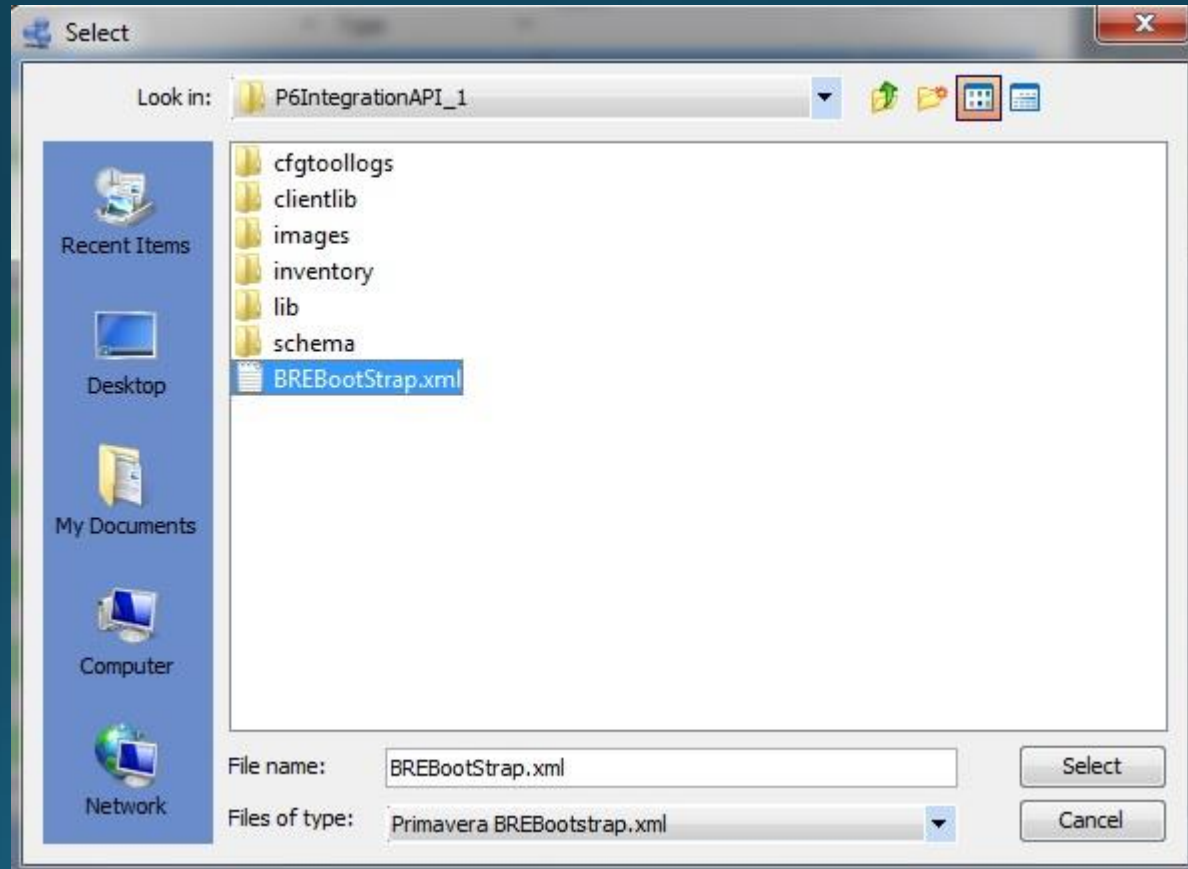 Select
Look in:
P6IntegrationAPI_1
cfgtoollogs
clientlib
images
inventory
lib
schema
BREBootStrap.xml
Recent Items
Desktop
My Documents
Computer
Network
File name:
BREBootStrap.xml
Select
Files of type:
Primavera BREBootstrap.xml
Cancel